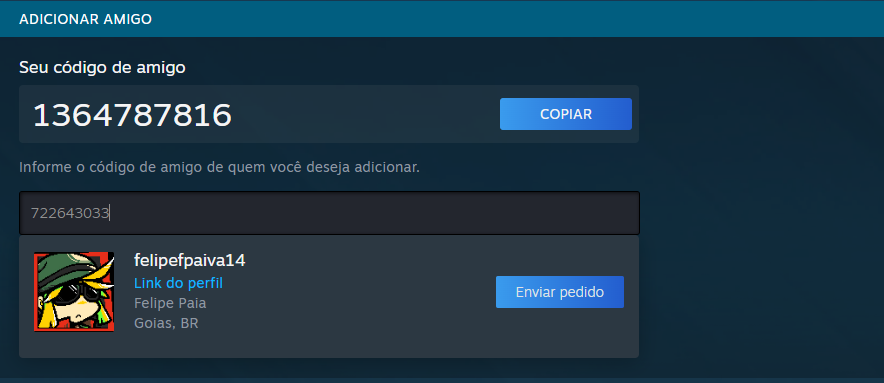 ADICIONAR AMIGO
Seu código de amigo
1364787816
COPIAR
Informe o código de amigo de quem você deseja adicionar.
722643033
felipefpaiva14
Link do perfil
Felipe Paia
Goias, BR
Enviar pedido